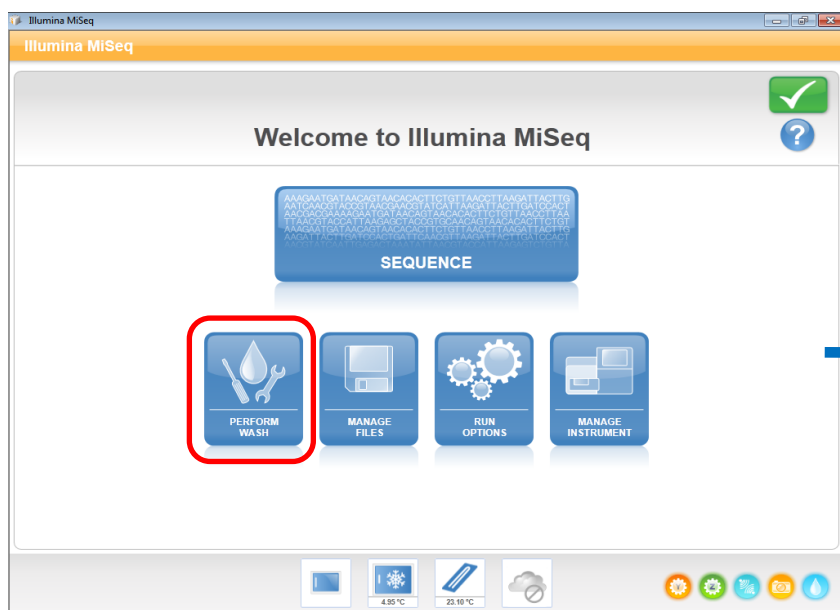 Illumina MiSeq
Illumina MiSeq
Welcome to Illumina MiSeq
?
AAAGAATGATAACAGTAACACACTTCTGTTAACCTTAAGATTACTTG
SEQUENCE
PERFORM
WASH
MANAGE
FILES
RUN
OPTIONS
MANAGE
INSTRUMENT
4.95 °C
23.10 °C